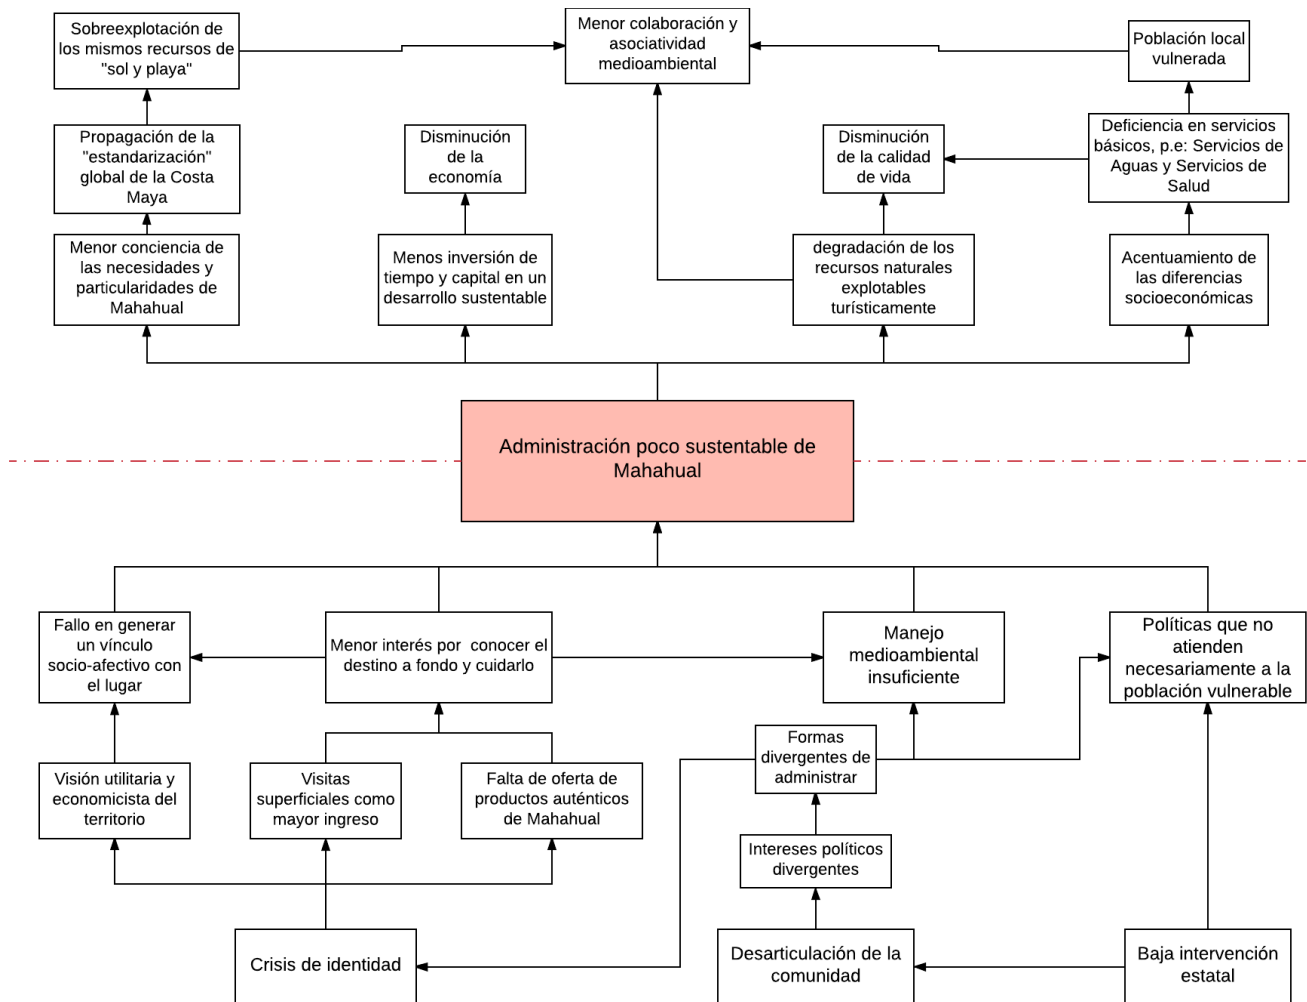 Sobreexplotación de
los mismos recursos de
"sol y playa"
Menor colaboración y
asociatividad
medioambiental
Población local
vulnerada
Propagación de la
"estandarización"
global de la Costa
Maya
Disminución
de la
economía
Disminución
de la calidad
de vida
Deficiencia en servicios
básicos, p.e: Servicios de
Aguas y Servicios de
Salud
Menor conciencia de
las necesidades y
particularidades de
Mahahual
Menos inversión de
tiempo y capital en un
desarrollo sustentable
degradación de los
recursos naturales
explotables
turísticamente
Acentuamiento de
las diferencias
socioeconómicas
Administración poco sustentable de
Mahahual
Fallo en generar
un vínculo
socio-afectivo con
el lugar
Menor interés por conocer el
destino a fondo y cuidarlo
Manejo
medioambiental
insuficiente
Políticas que no
atienden
necesariamente a la
población vulnerable
Visión utilitaria y
economicista del
territorio
Visitas
superficiales como
mayor ingreso
Falta de oferta de
productos auténticos
de Mahahual
Formas
divergentes de
administrar
Intereses políticos
divergentes
Crisis de identidad
Desarticulación de la
comunidad
Baja intervención
estatal